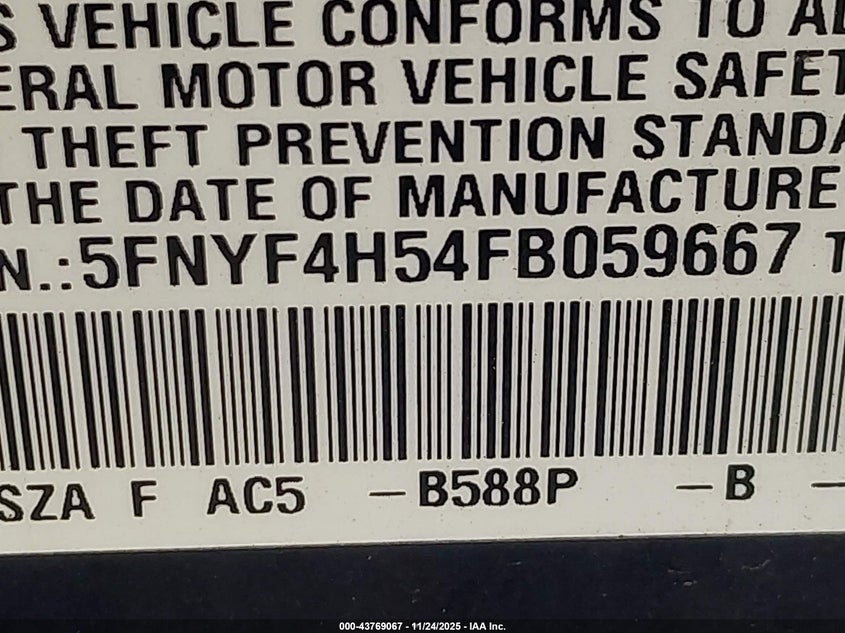 S VEHICLE CONFORMS TO AL
ERAL MOTOR VEHICLE SAFET
THEFT PREVENTION STANDA
THE DATE OF MANUFACTURE
N.:5FNYF4H54FB059667 T
SZA F AC5 -B588P -B -
000-43769067 - 11/24/2025 - IAA Inc.